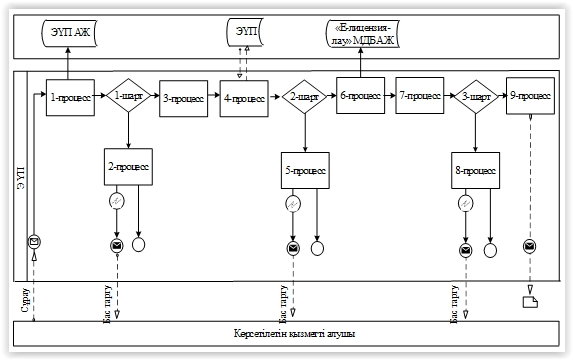 ЭҮП АЖ
ЭҮП
«Е-лицензия-
лау» МДБАЖ
1-процесс
1-шарт
3-процесс
4-процесс
2-шарт
6-процесс
7-процесс
3-шарт
9-процесс
2-процесс
5-процесс
8-процесс
ЭҮП
Сұрау
Бас тарту
Бас тарту
Бас тарту
Көрсетілетін қызметті алушы